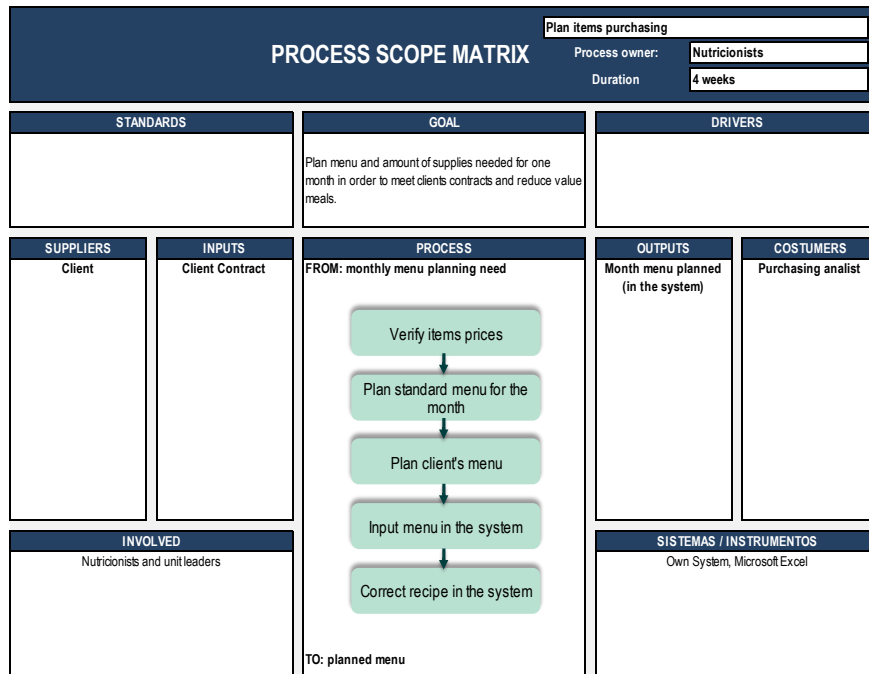 Plan items purchasing
PROCESS SCOPE MATRIX
Process owner:
Nutricionists
Duration
4 weeks
STANDARDS
GOAL
DRIVERS
Plan menu and amount of supplies needed for one
month in order to meet clients contracts and reduce value
meals.
SUPPLIERS
INPUTS
PROCESS
OUTPUTS
COSTUMERS
Client
Client Contract
FROM: monthly menu planning need
Month menu planned
(in the system)
Purchasing analist
Verify items prices
Plan standard menu for the
month
Plan client's menu
Input menu in the system
Correct recipe in the system
TO: planned menu
INVOLVED
Nutricionists and unit leaders
SISTEMAS / INSTRUMENTOS
Own System, Microsoft Excel